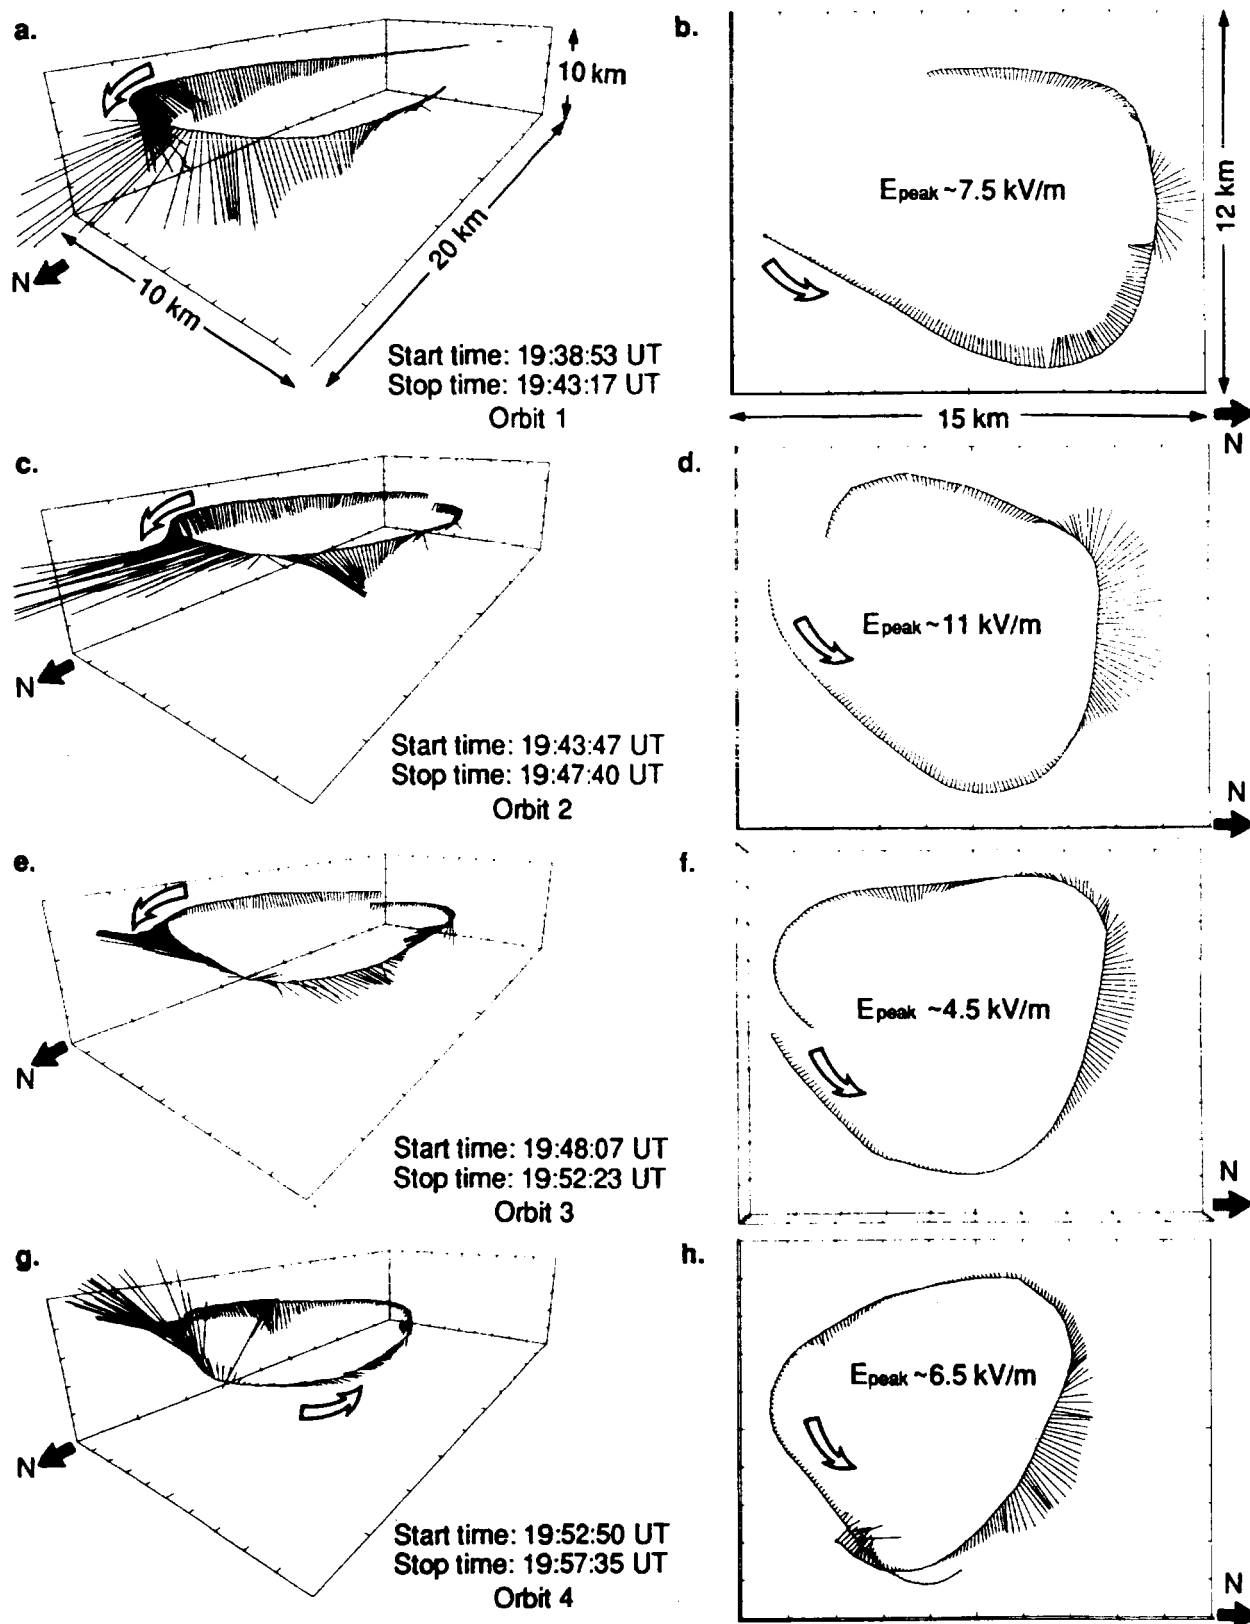 a.
10 km
N
10 km
20 km
Start time: 19:38:53 UT
Stop time: 19:43:17 UT
Orbit 1
b.
Epeak ~7.5 kV/m
12 km
15 km
N
c.
N
Start time: 19:43:47 UT
Stop time: 19:47:40 UT
Orbit 2
d.
Epeak ~11 kV/m
N
e.
N
Start time: 19:48:07 UT
Stop time: 19:52:23 UT
Orbit 3
f.
Epeak ~4.5 kV/m
N
g.
N
Start time: 19:52:50 UT
Stop time: 19:57:35 UT
Orbit 4
h.
Epeak ~6.5 kV/m
N